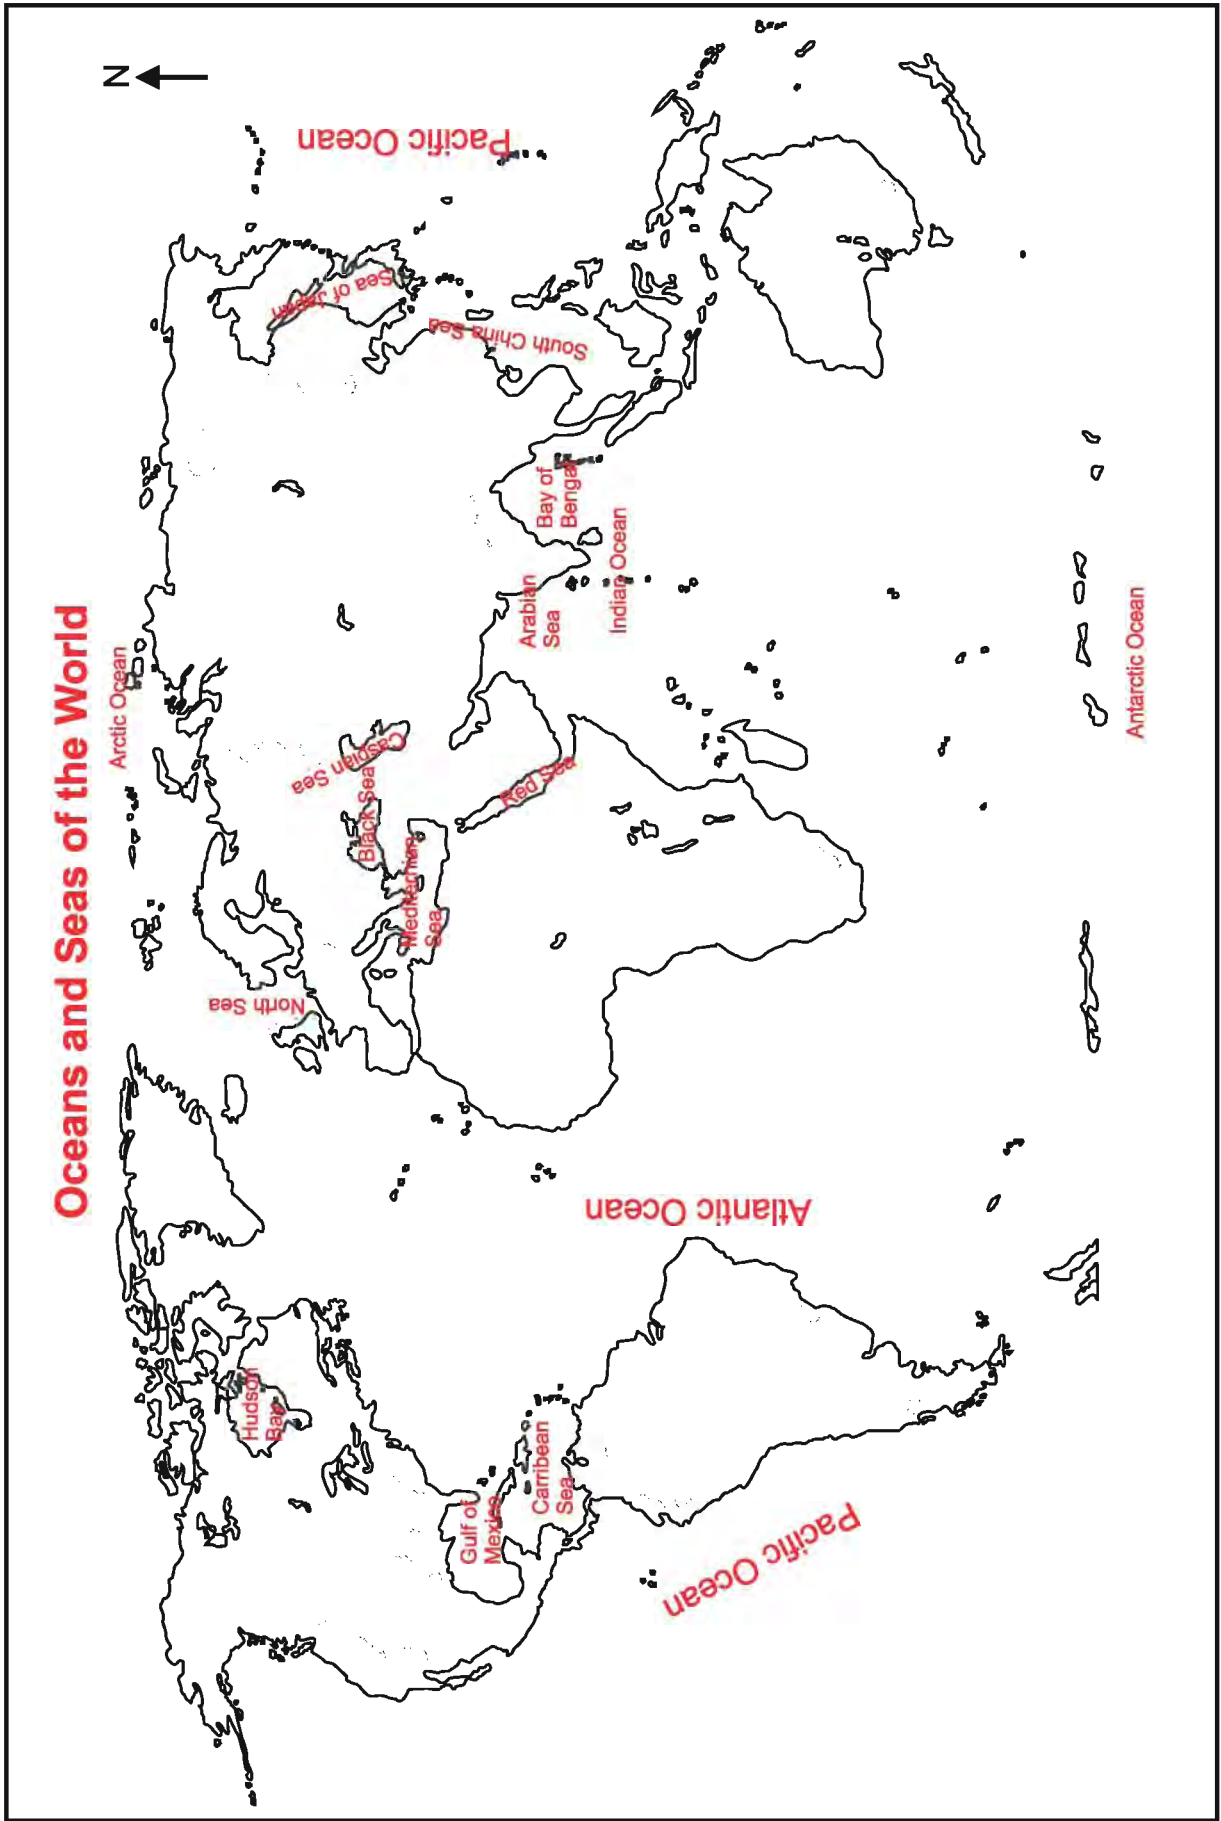 Oceans and Seas of the World
N
Arctic Ocean
Pacific Ocean
Sea of Japan
South China Sea
Bay of
Bengal
Arabian
Sea
Indian Ocean
Caspian Sea
Black Sea
Red Sea
Sea
North Sea
Atlantic Ocean
Hudson
Bay
Gulf of
Mexico
Carribean
Sea
Pacific Ocean
Antarctic Ocean